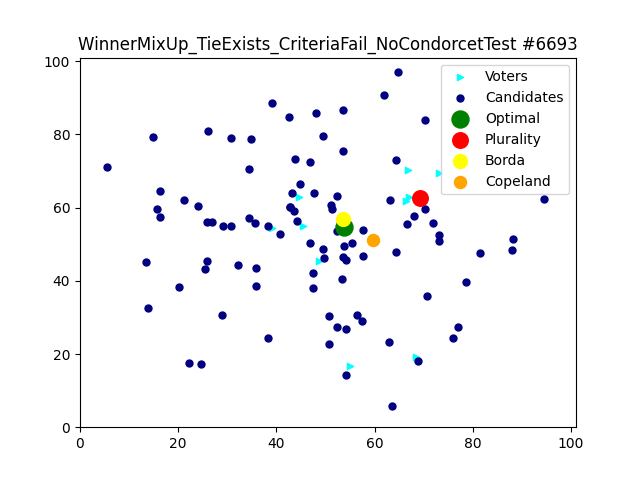 WinnerMixUp_TieExists_CriteriaFail_NoCondorcetTest #6693
100
80
60
40
20
0
0 20 40 60 80 100
Voters
Candidates
Optimal
Plurality
Borda
Copeland